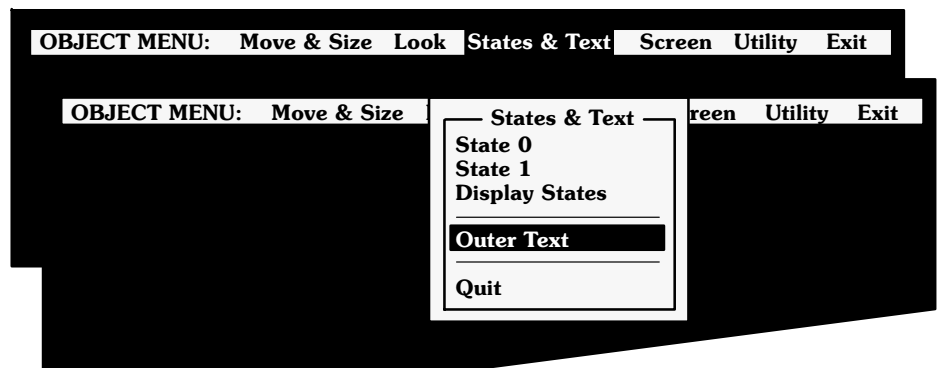 OBJECT MENU: Move & Size Look States & Text Screen Utility Exit
OBJECT MENU: Move & Size reen Utility Exit
States & Text
State 0
State 1
Display States
Outer Text
Quit